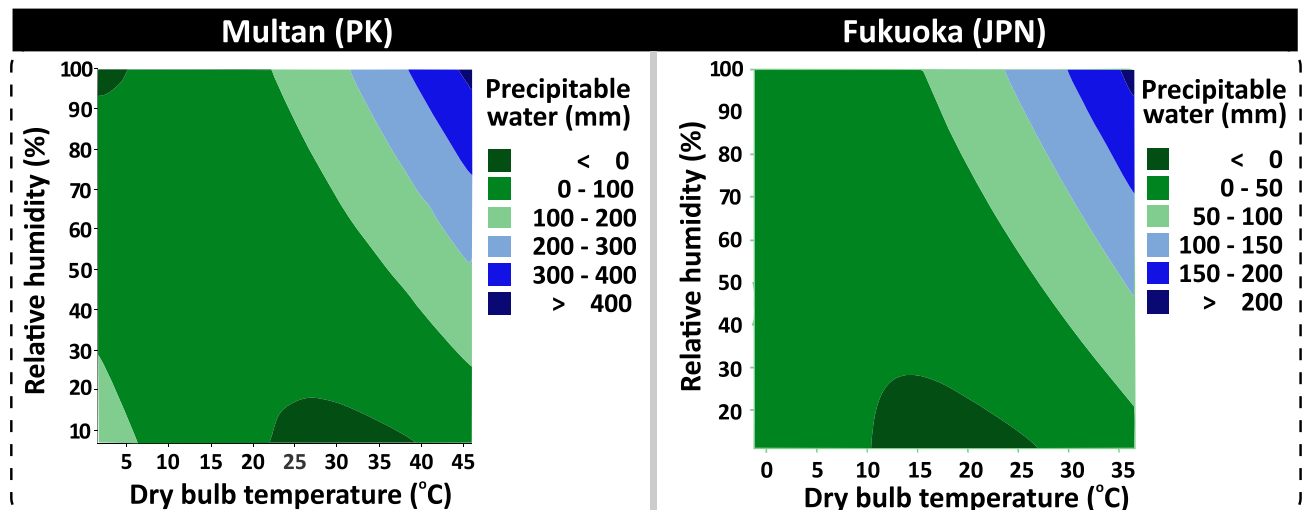 Multan (PK)
Fukuoka (JPN)
Relative humidity (%)
100
90
80
70
60
50
40
30
20
10
5 10 15 20 25 30 35 40 45
Dry bulb temperature (°C)
Precipitable
water (mm)
< 0
0 - 100
100 - 200
200 - 300
300 - 400
> 400
Relative humidity (%)
100
90
80
70
60
50
40
30
20
0 5 10 15 20 25 30 35
Dry bulb temperature (°C)
Precipitable
water (mm)
< 0
0 - 50
50 - 100
100 - 150
150 - 200
> 200